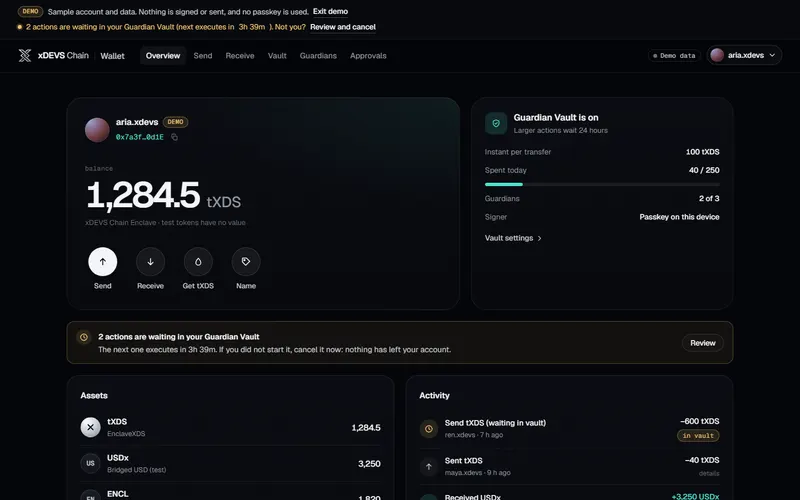 DEMO Sample account and data. Nothing is signed or sent, and no passkey is used. Exit demo
2 actions are waiting in your Guardian Vault (next executes in 3h 39m ). Not you? Review and cancel
xDEVS Chain Wallet Overview Send Receive Vault Guardians Approvals Demo data aria.xdevs
aria.xdevs DEMO
0x7a3f…0d1E
balance
1,284.5 tXDS
xDEVS Chain Enclave · test tokens have no value
Send Receive Get tXDS Name
Guardian Vault is on
Larger actions wait 24 hours
Instant per transfer 100 tXDS
Spent today 40 / 250
Guardians 2 of 3
Signer Passkey on this device
Vault settings
2 actions are waiting in your Guardian Vault
The next one executes in 3h 39m. If you did not start it, cancel it now: nothing has left your account.
Review
Assets
tXDS
EnclaveXDS
1,284.5
US
USDx
Bridged USD (test)
3,250
EN
ENCL
1,820
Activity
Send tXDS (waiting in vault) −600 tXDS
ren.xdevs · 7 h ago in vault
Sent tXDS −40 tXDS
maya.xdevs · 9 h ago details
Received USDx +3,250 USDx